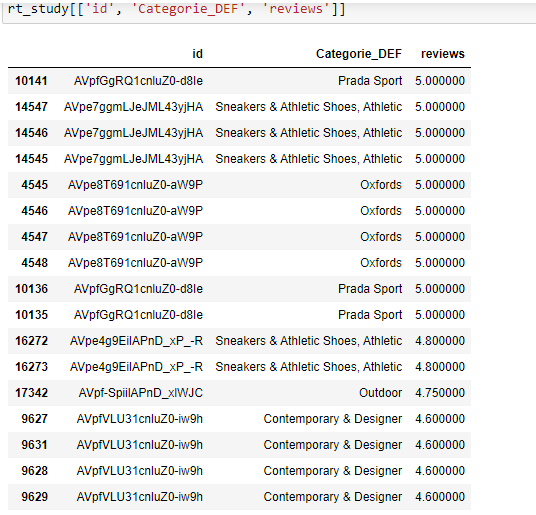 rt_study[['id', 'Categorie_DEF', 'reviews']]
id Categorie_DEF reviews
10141 AVpfGgRQ1cnluZ0-d8Ie Prada Sport 5.000000
14547 AVpe7ggmLJeJML43yjHA Sneakers & Athletic Shoes, Athletic 5.000000
14546 AVpe7ggmLJeJML43yjHA Sneakers & Athletic Shoes, Athletic 5.000000
14545 AVpe7ggmLJeJML43yjHA Sneakers & Athletic Shoes, Athletic 5.000000
4545 AVpe8T691cnluZ0-aW9P Oxfords 5.000000
4546 AVpe8T691cnluZ0-aW9P Oxfords 5.000000
4547 AVpe8T691cnluZ0-aW9P Oxfords 5.000000
4548 AVpe8T691cnluZ0-aW9P Oxfords 5.000000
10136 AVpfGgRQ1cnluZ0-d8Ie Prada Sport 5.000000
10135 AVpfGgRQ1cnluZ0-d8Ie Prada Sport 5.000000
16272 AVpe4g9EilAPnD_xP_-R Sneakers & Athletic Shoes, Athletic 4.800000
16273 AVpe4g9EilAPnD_xP_-R Sneakers & Athletic Shoes, Athletic 4.800000
17342 AVpf-SpiilAPnD_xlWJC Outdoor 4.750000
9627 AVpfVLU31cnluZ0-iw9h Contemporary & Designer 4.600000
9631 AVpfVLU31cnluZ0-iw9h Contemporary & Designer 4.600000
9628 AVpfVLU31cnluZ0-iw9h Contemporary & Designer 4.600000
9629 AVpfVLU31cnluZ0-iw9h Contemporary & Designer 4.600000